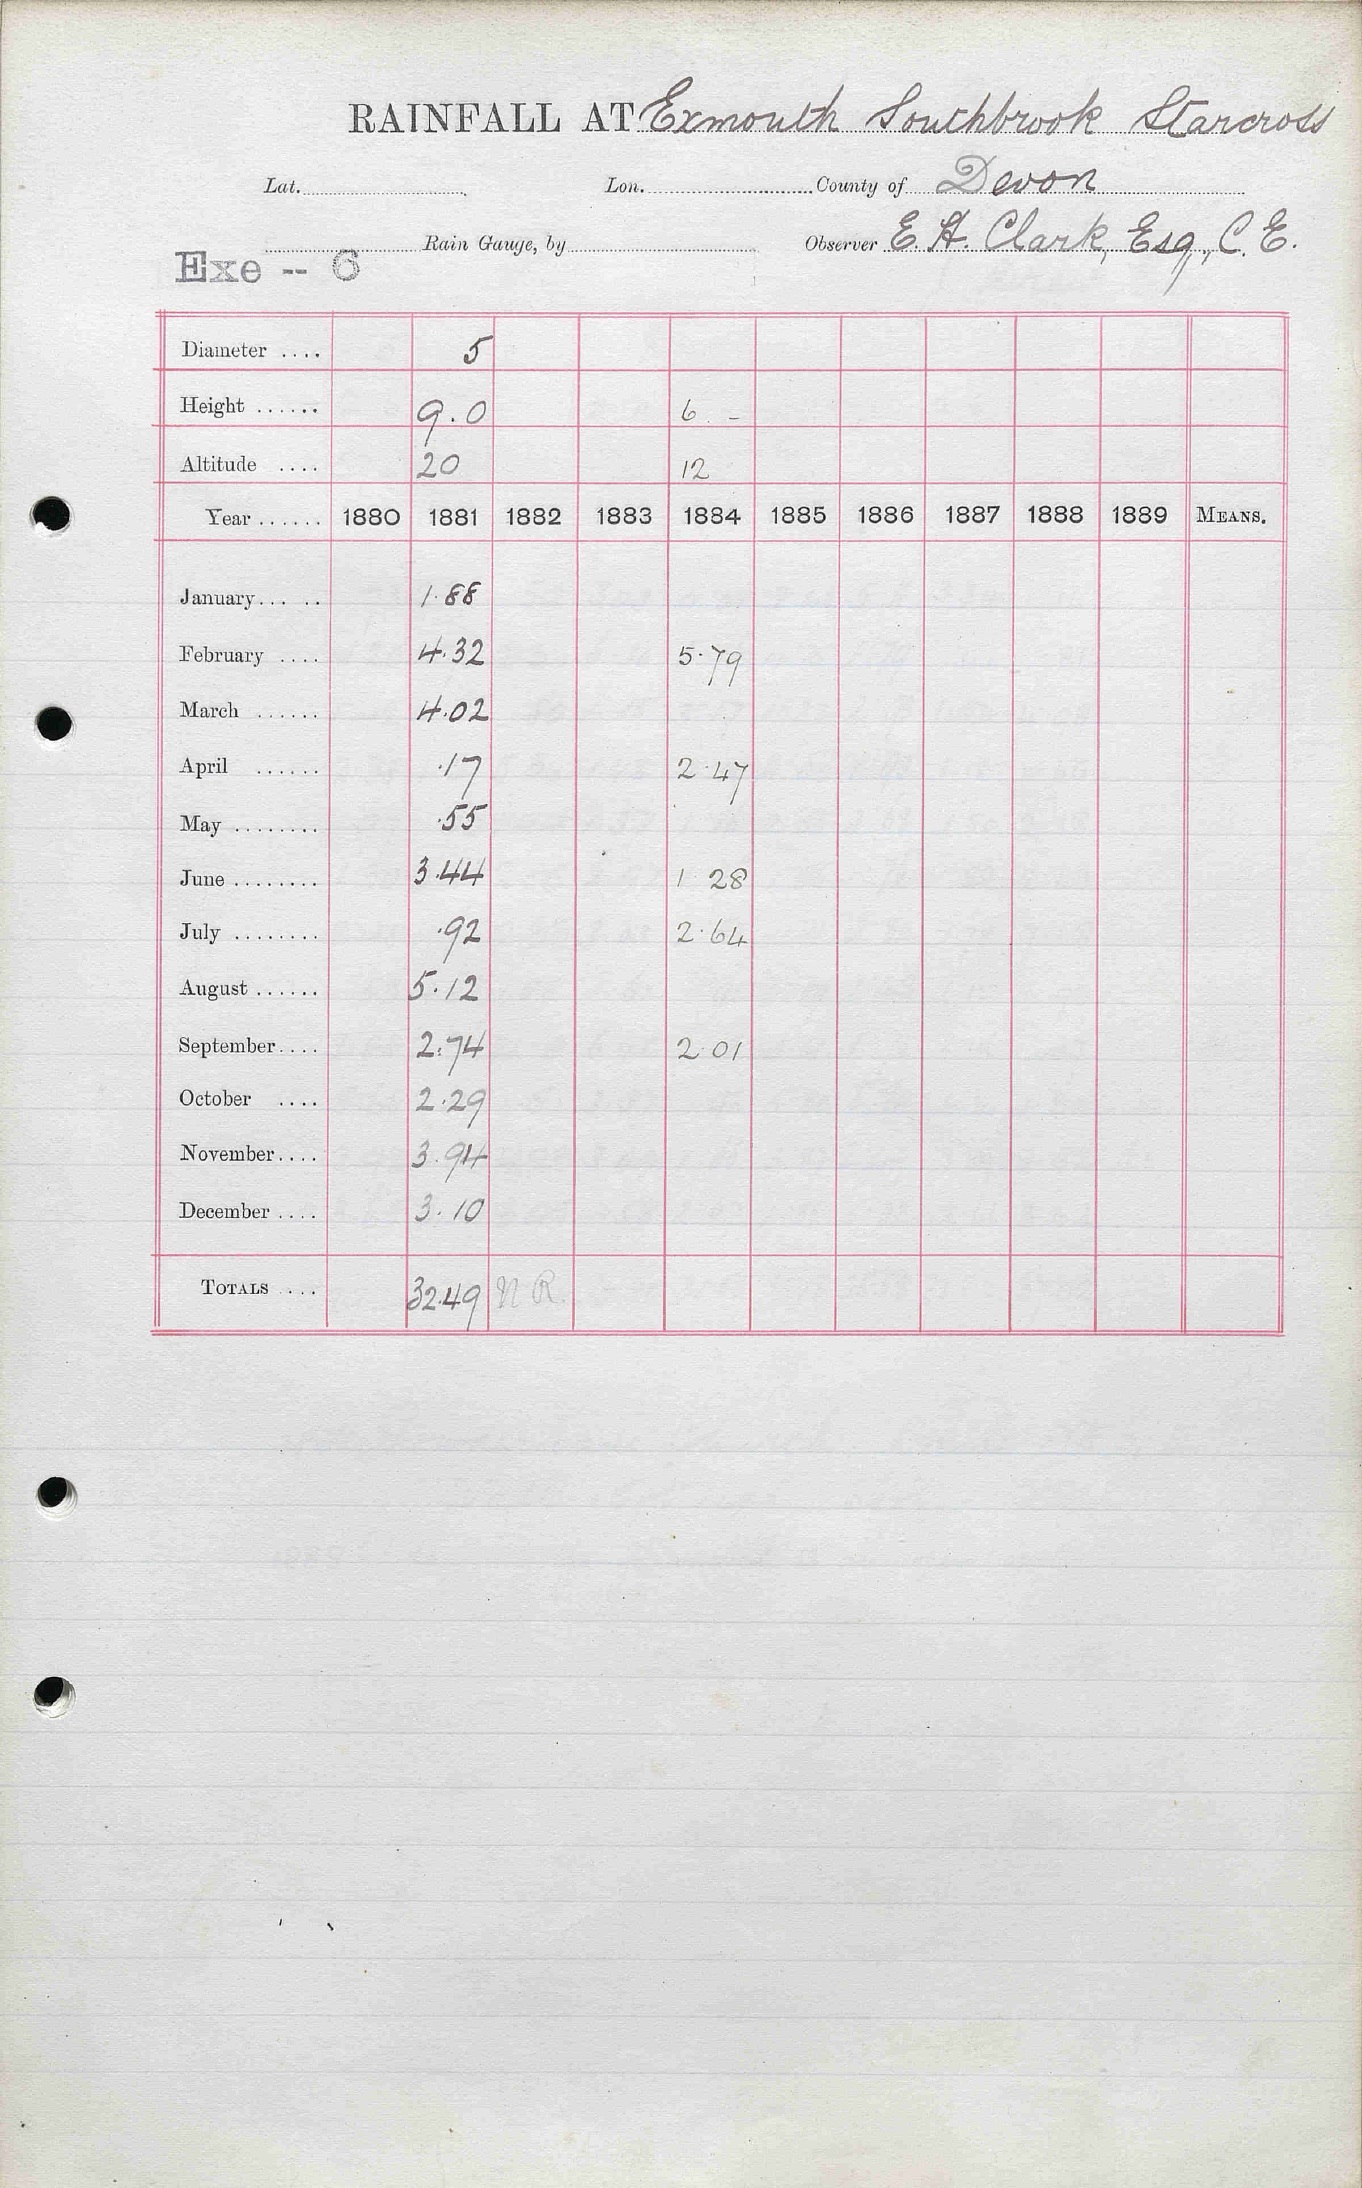 RAINFALL AT Exmouth Southbrook Starcross
Lat. Lon. County of Devon
Rain Gauge, by Observer E. H. Clark, Esq., C. E.
Exe -- 6
Diameter .... 5
Height ...... 9.0 6. -
Altitude .... 20 12
Year ...... 1880 1881 1882 1883 1884 1885 1886 1887 1888 1889 MEANS.
January... .. 1.88
February .... 4.32 5.79
March ...... 4.02
April ...... .17 2.47
May ........ .55
June ........ 3.44 1 28
July ........ .92 2.64
August ...... 5.12
September.... 2.74 2.01
October .... 2.29
November.... 3.94
December .... 3.10
TOTALS .... 32.49 N R.